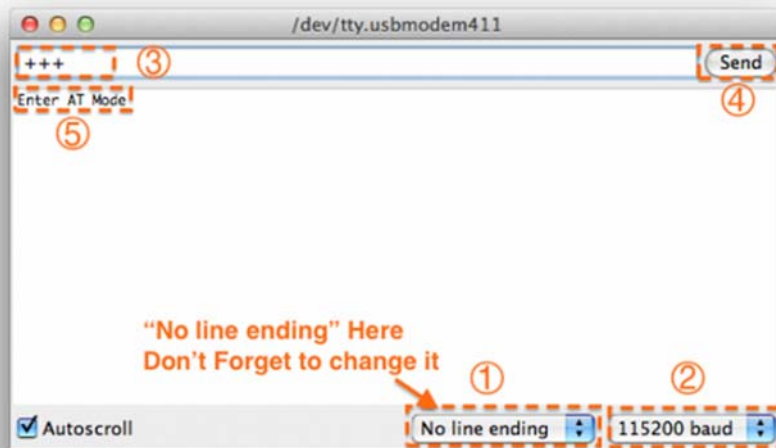 /dev/tty.usbmodem411
+++ ③ Send
Enter AT Mode ④
⑤
“No line ending” Here
Don't Forget to change it
① ②
Autoscroll No line ending 115200 baud